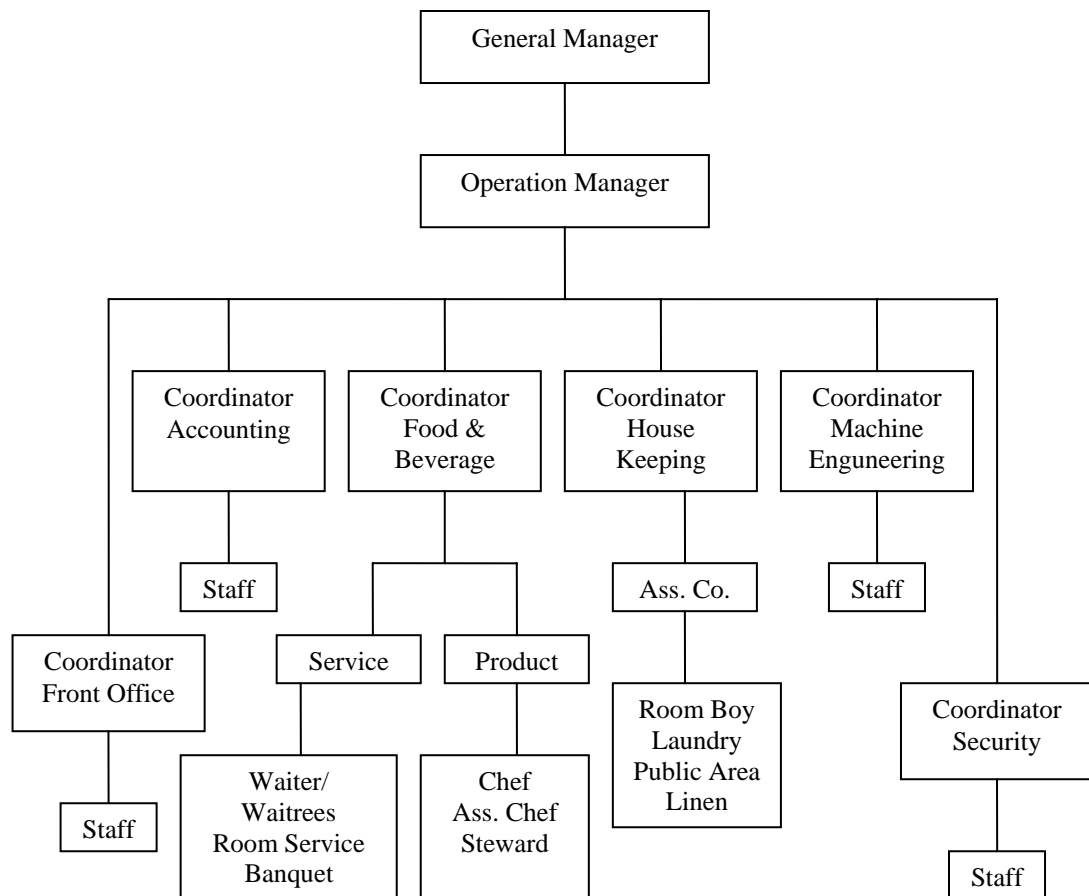 General Manager
Operation Manager
Coordinator
Accounting
Coordinator
Food &
Beverage
Coordinator
House
Keeping
Coordinator
Machine
Enguneering
Staff
Ass. Co.
Staff
Coordinator
Front Office
Service
Product
Room Boy
Laundry
Public Area
Linen
Coordinator
Security
Staff
Waiter/
Waitrees
Room Service
Banquet
Chef
Ass. Chef
Steward
Staff